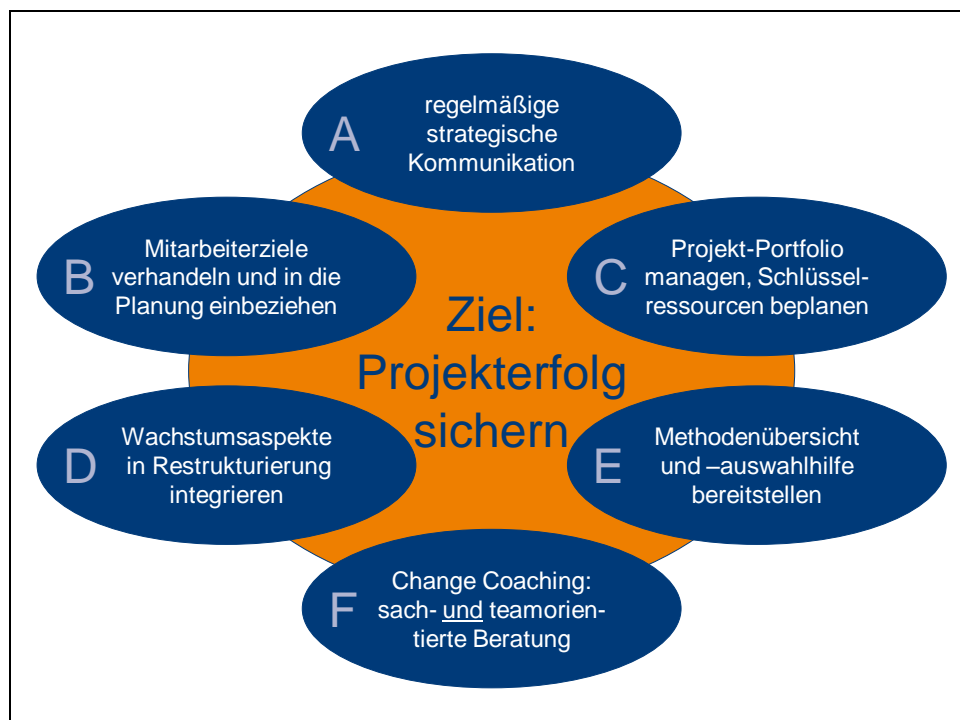 A
regelmäßige
strategische
Kommunikation
B
Mitarbeiterziele
verhandeln und in die
Planung einbeziehen
C
Projekt-Portfolio
managen, Schlüssel-
ressourcen beplanen
Ziel:
Projekterfolg
sichern
D
Wachstumsaspekte
in Restrukturierung
integrieren
E
Methodenübersicht
und –auswahlhilfe
bereitstellen
F
Change Coaching:
sach- und teamorien-
tierte Beratung